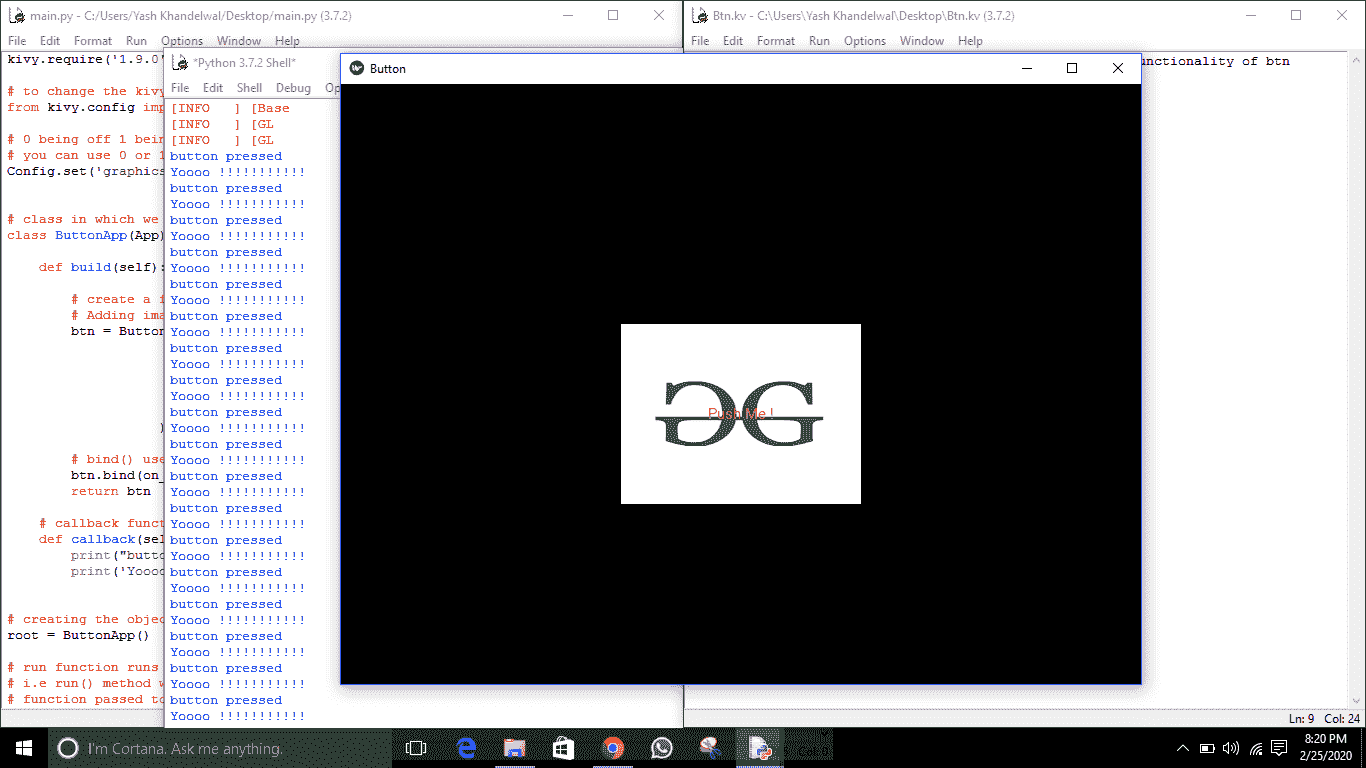 main.py - C:/Users/Yash Khandelwal/Desktop/main.py (3.7.2)
File Edit Format Run Options Window Help
kivy.require('1.9.0'
# to change the kivy
from kivy.config imp
# 0 being off 1 bein
# you can use 0 or 1
Config.set('graphics
# class in which we
class ButtonApp(App)
def build(self):
# create a f
# Adding ima
btn = Button
)
# bind() use
btn.bind(on_
return btn
# callback funct
def callback(sel
print("butto
print('Yoooo
# creating the objec
root = ButtonApp()
# run function runs
# i.e run() method w
# function passed to
*Python 3.7.2 Shell*
File Edit Shell Debug Op
[INFO ] [Base
[INFO ] [GL
[INFO ] [GL
button pressed
Yoooo !!!!!!!!!!!
button pressed
Yoooo !!!!!!!!!!!
button pressed
Yoooo !!!!!!!!!!!
button pressed
Yoooo !!!!!!!!!!!
button pressed
Yoooo !!!!!!!!!!!
button pressed
Yoooo !!!!!!!!!!!
button pressed
Yoooo !!!!!!!!!!!
button pressed
Yoooo !!!!!!!!!!!
button pressed
Yoooo !!!!!!!!!!!
button pressed
Yoooo !!!!!!!!!!!
button pressed
Yoooo !!!!!!!!!!!
button pressed
Yoooo !!!!!!!!!!!
button pressed
Yoooo !!!!!!!!!!!
button pressed
Yoooo !!!!!!!!!!!
button pressed
Yoooo !!!!!!!!!!!
button pressed
Yoooo !!!!!!!!!!!
button pressed
Yoooo !!!!!!!!!!!
button pressed
Yoooo !!!!!!!!!!!
Button
Push Me !
Btn.kv - C:\Users\Yash Khandelwal\Desktop\Btn.kv (3.7.2)
File Edit Format Run Options Window Help
unctionality of btn
Ln: 9 Col: 24
I'm Cortana. Ask me anything.
8:20 PM
2/25/2020